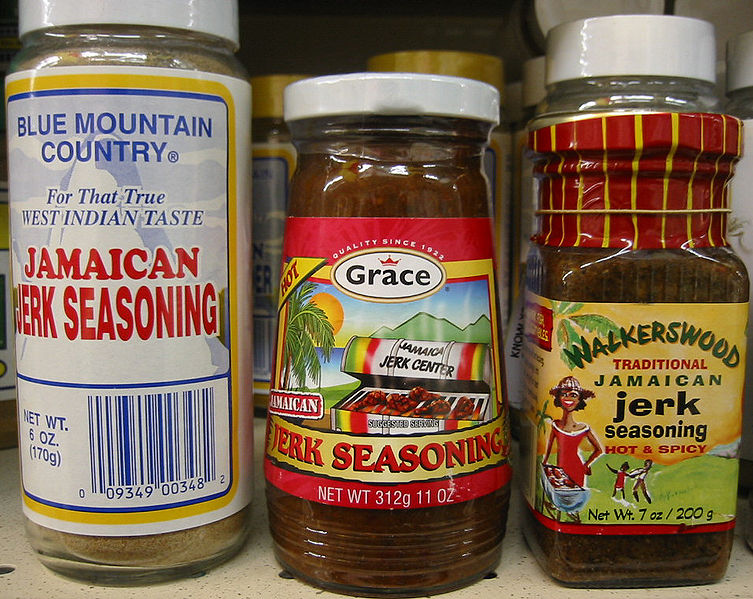 BLUE MOUNTAIN
COUNTRY®
For That True
WEST INDIAN TASTE
JAMAICAN
JERK SEASONING
NET WT.
6 OZ.
(170g)
0 09349 00348 2
QUALITY SINCE 1922
Grace
HOT
JAMAICA
JERK CENTER
JAMAICAN
SUGGESTED SERVING
JERK SEASONING
NET WT 312g 11 OZ
WALKERSWOOD
TRADITIONAL
JAMAICAN
jerk
seasoning
HOT & SPICY
Net Wt. 7 oz / 200 g